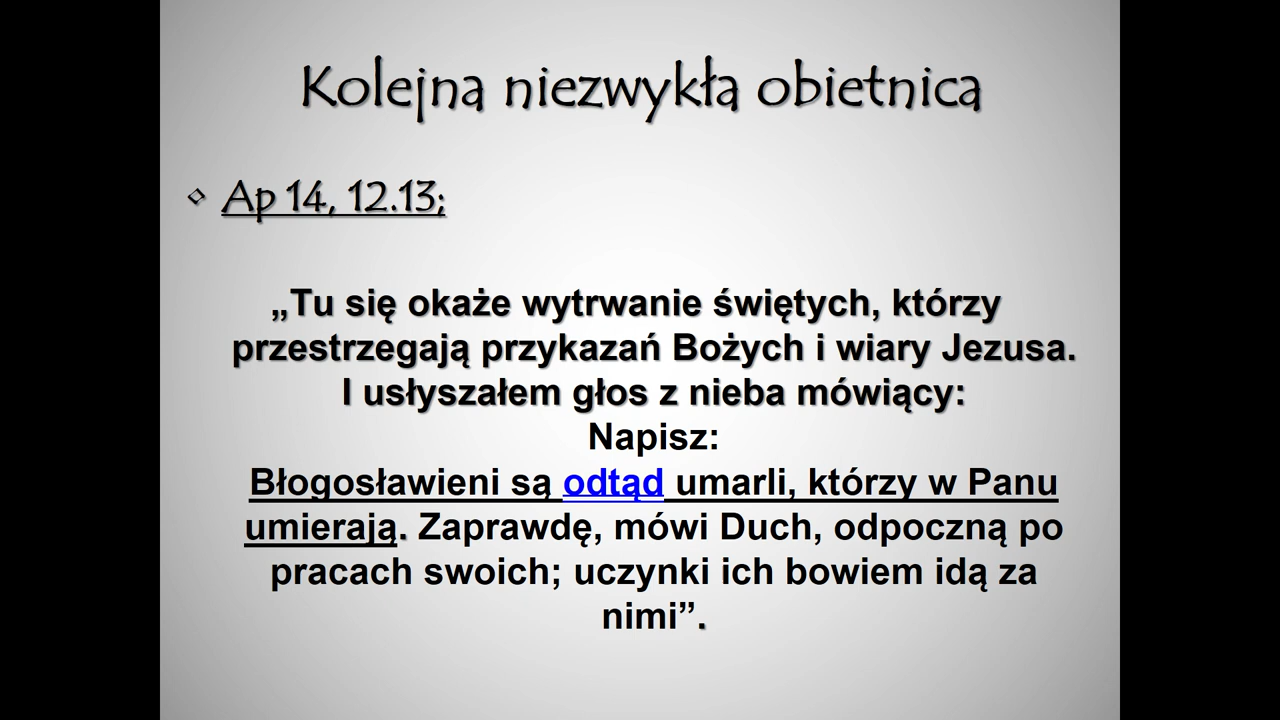 Kolejna niezwykła obietnica
• Ap 14, 12.13;
„Tu się okaże wytrwanie świętych, którzy
przestrzegają przykazań Bożych i wiary Jezusa.
I usłyszałem głos z nieba mówiący:
Napisz:
Błogosławieni są odtąd umarli, którzy w Panu
umierają. Zaprawdę, mówi Duch, odpoczną po
pracach swoich; uczynki ich bowiem idą za
nimi”.